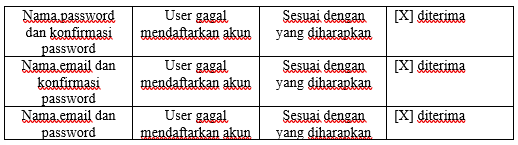 Nama,password
dan konfirmasi
password
User gagal
mendaftarkan akun
Sesuai dengan
yang diharapkan
[X] diterima
Nama,email dan
konfirmasi
password
User gagal
mendaftarkan akun
Sesuai dengan
yang diharapkan
[X] diterima
Nama,email dan
password
User gagal
mendaftarkan akun
Sesuai dengan
yang diharapkan
[X] diterima